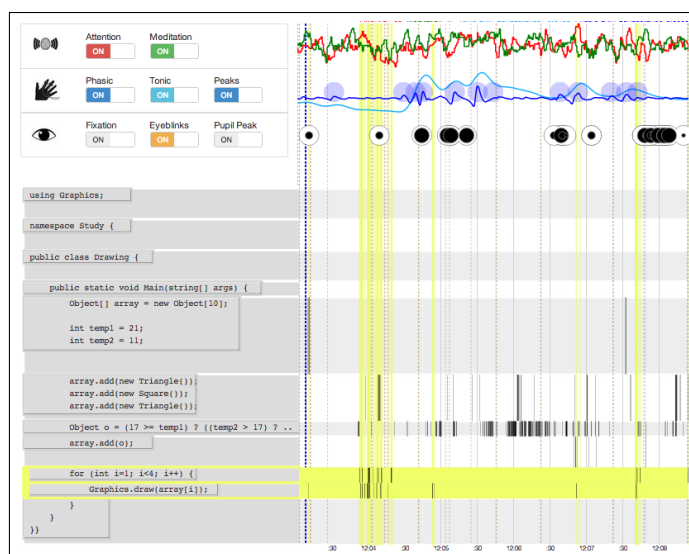 Attention Meditation
ON ON
Phasic Tonic Peaks
ON ON ON
Fixation Eyeblinks Pupil Peak
ON ON ON
using Graphics;
namespace Study {
public class Drawing {
public static void Main(string[] args) {
Object[] array = new Object[10];
int temp1 = 21;
int temp2 = 11;
array.add(new Triangle());
array.add(new Square());
array.add(new Triangle());
Object o = (17 >= temp1) ? ((temp2 > 17) ? ..
array.add(o);
for (int i=1; i<4; i++) {
Graphics.draw(array[i]);
}
}
}}
:30 12:04 :30 12:05 :30 12:06 :30 12:07 :30 12:08